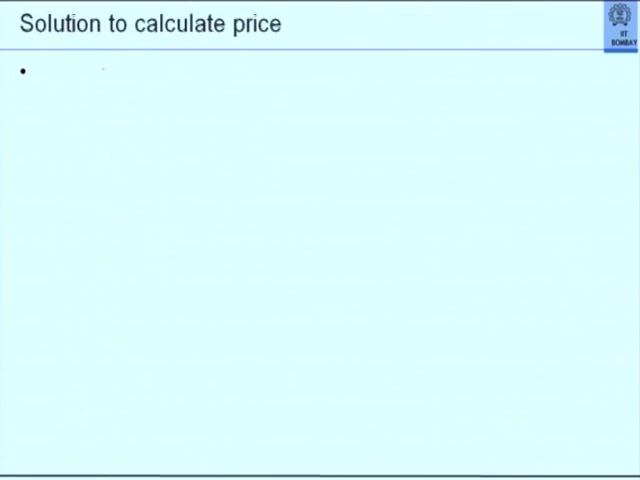 Solution to calculate price
IIT
BOMBAY
•